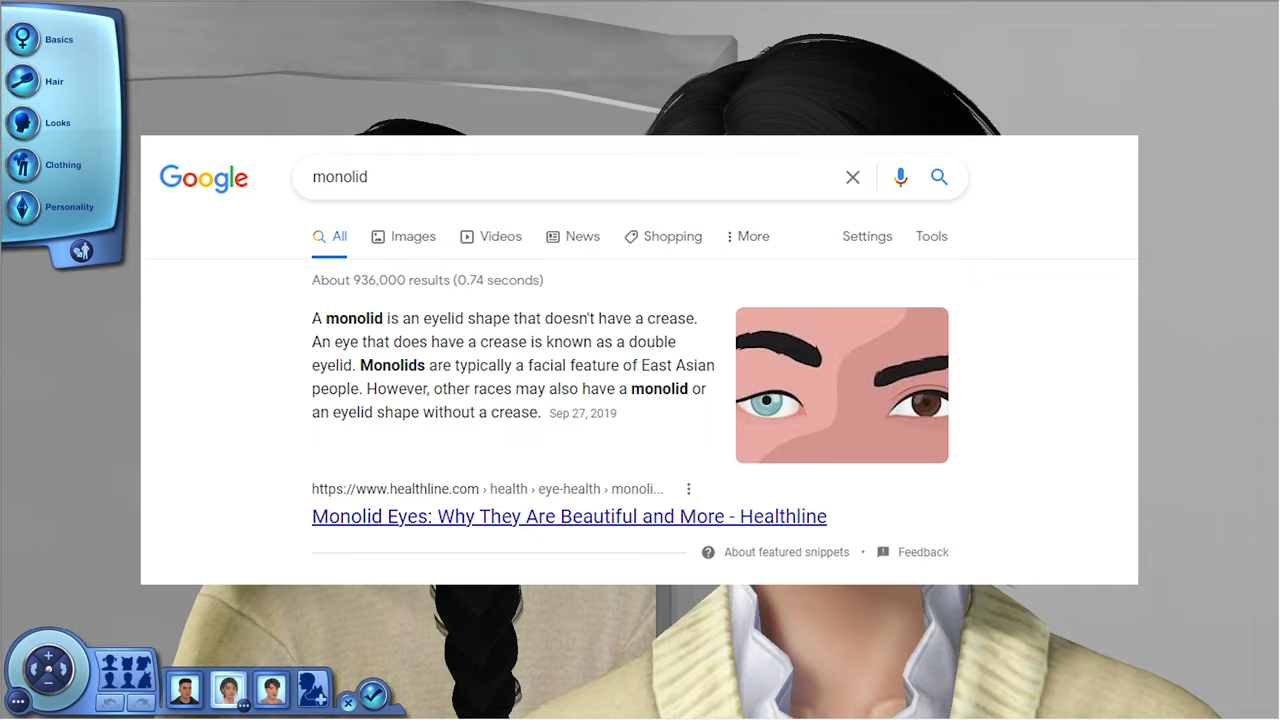 Basics
Hair
Looks
Clothing
Personality
Google
monolid
All Images Videos News Shopping More Settings Tools
About 936,000 results (0.74 seconds)
A monolid is an eyelid shape that doesn't have a crease.
An eye that does have a crease is known as a double
eyelid. Monolids are typically a facial feature of East Asian
people. However, other races may also have a monolid or
an eyelid shape without a crease. Sep 27, 2019
https://www.healthline.com › health › eye-health › monoli...
Monolid Eyes: Why They Are Beautiful and More - Healthline
About featured snippets • Feedback